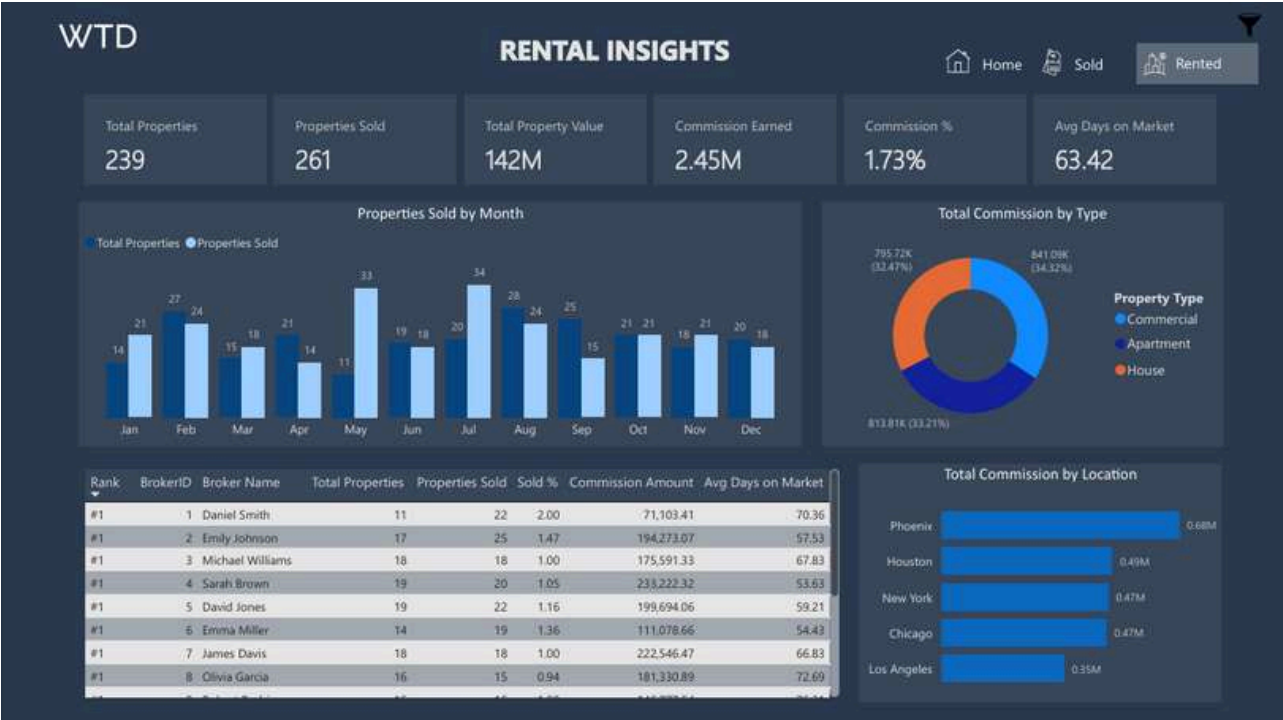 WTD
RENTAL INSIGHTS
Home
Sold
Rented
Total Properties
239
Properties Sold
261
Total Property Value
142M
Commission Earned
2.45M
Commission %
1.73%
Avg Days on Market
63.42
Properties Sold by Month
Total Properties Properties Sold
14 21 27 24 15 18 21 14 11 33 19 18 20 34 28 24 25 15 21 21 18 21 20 18
Jan Feb Mar Apr May Jun Jul Aug Sep Oct Nov Dec
Total Commission by Type
795.72K
(32.47%)
841.09K
(34.32%)
813.81K (33.21%)
Property Type
Commercial
Apartment
House
Rank BrokerID Broker Name Total Properties Properties Sold Sold % Commission Amount Avg Days on Market
#1 1 Daniel Smith 11 22 2.00 71,103.41 70.36
#1 2 Emily Johnson 17 25 1.47 194,273.07 57.53
#1 3 Michael Williams 18 18 1.00 175,591.33 67.83
#1 4 Sarah Brown 19 20 1.05 233,222.32 53.63
#1 5 David Jones 19 22 1.16 199,694.06 59.21
#1 6 Emma Miller 14 19 1.36 111,078.66 54.43
#1 7 James Davis 18 18 1.00 222,546.47 66.83
#1 8 Olivia Garcia 16 15 0.94 181,330.89 72.69
Total Commission by Location
Phoenix 0.68M
Houston 0.49M
New York 0.47M
Chicago 0.47M
Los Angeles 0.35M